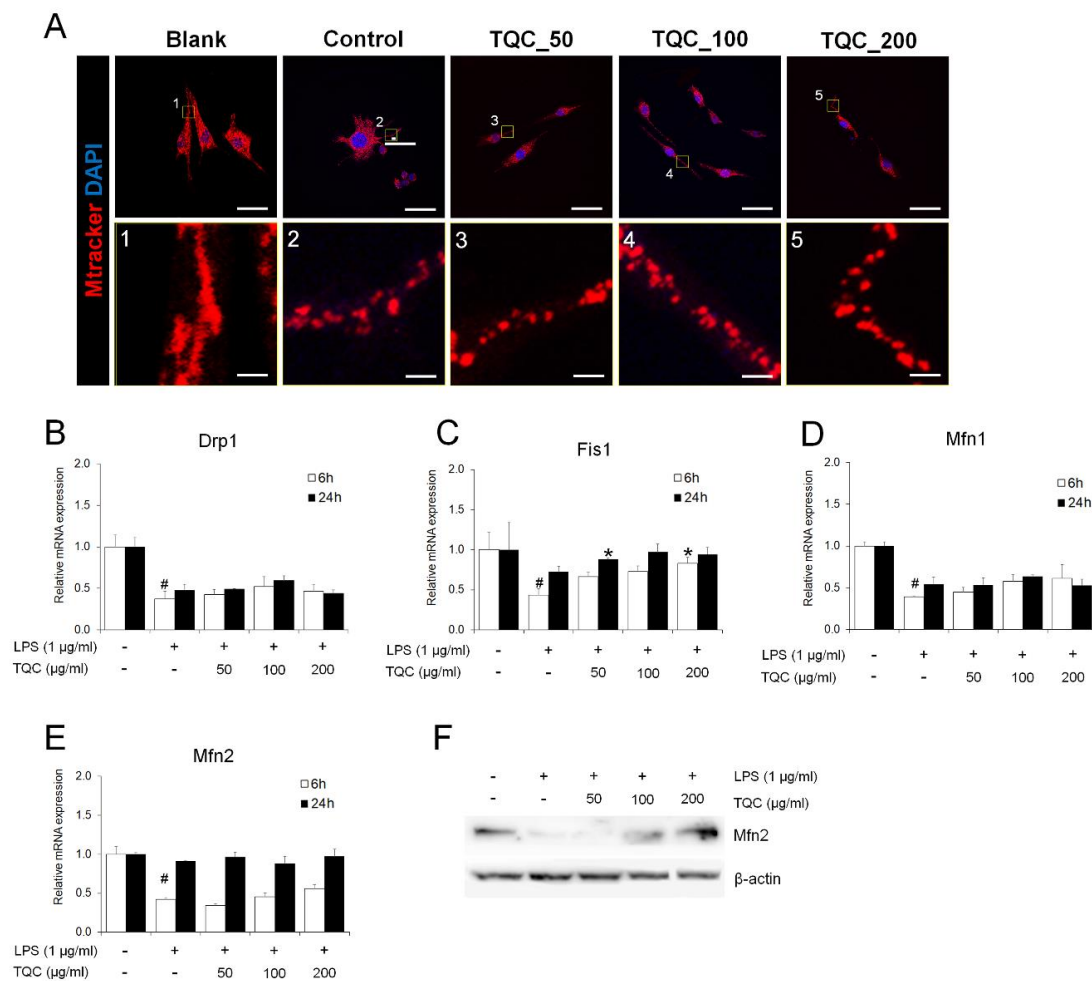 A
Blank Control TQC_50 TQC_100 TQC_200
Mtracker DAPI
1 2 3 4 5
1 2 3 4 5
B
Drp1
Relative mRNA expression
2.0
1.5
1.0
0.5
0.0
6h
24h
#
LPS (1 µg/ml) - + + + +
TQC (µg/ml) - - 50 100 200
C
Fis1
Relative mRNA expression
2.0
1.5
1.0
0.5
0.0
6h
24h
# * *
LPS (1 µg/ml) - + + + +
TQC (µg/ml) - - 50 100 200
D
Mfn1
Relative mRNA expression
2.0
1.5
1.0
0.5
0.0
6h
24h
#
LPS (1 µg/ml) - + + + +
TQC (µg/ml) - - 50 100 200
E
Mfn2
Relative mRNA expression
2.0
1.5
1.0
0.5
0.0
6h
24h
#
LPS (1 µg/ml) - + + + +
TQC (µg/ml) - - 50 100 200
F
- + + + + LPS (1 µg/ml)
- - 50 100 200 TQC (µg/ml)
Mfn2
β-actin